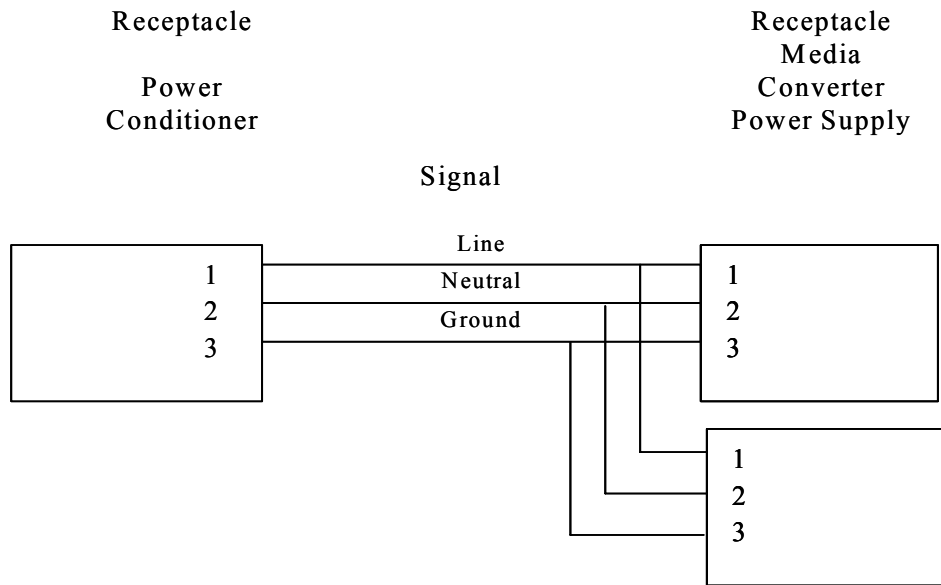 Receptacle
Power
Conditioner
Receptacle
Media
Converter
Power Supply
Signal
Line
Neutral
Ground
1
2
3
1
2
3
1
2
3